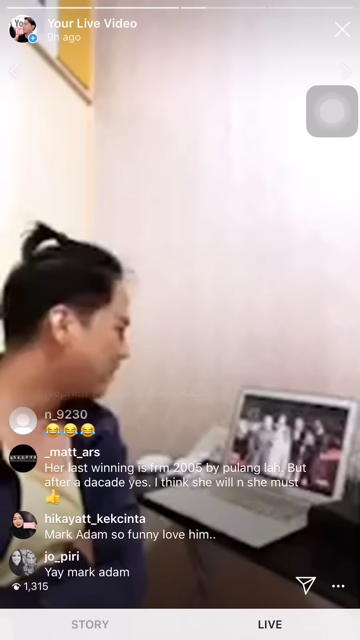 Your Live Video
9h ago
n_9230
😂😂😂
_matt_ars
Her last winning is frm 2005 by pulang lah. But
after a dacade yes. I think she will n she must
👍
hikayatt_kekcinta
Mark Adam so funny love him..
jo_piri
Yay mark adam
1,315
STORY
LIVE